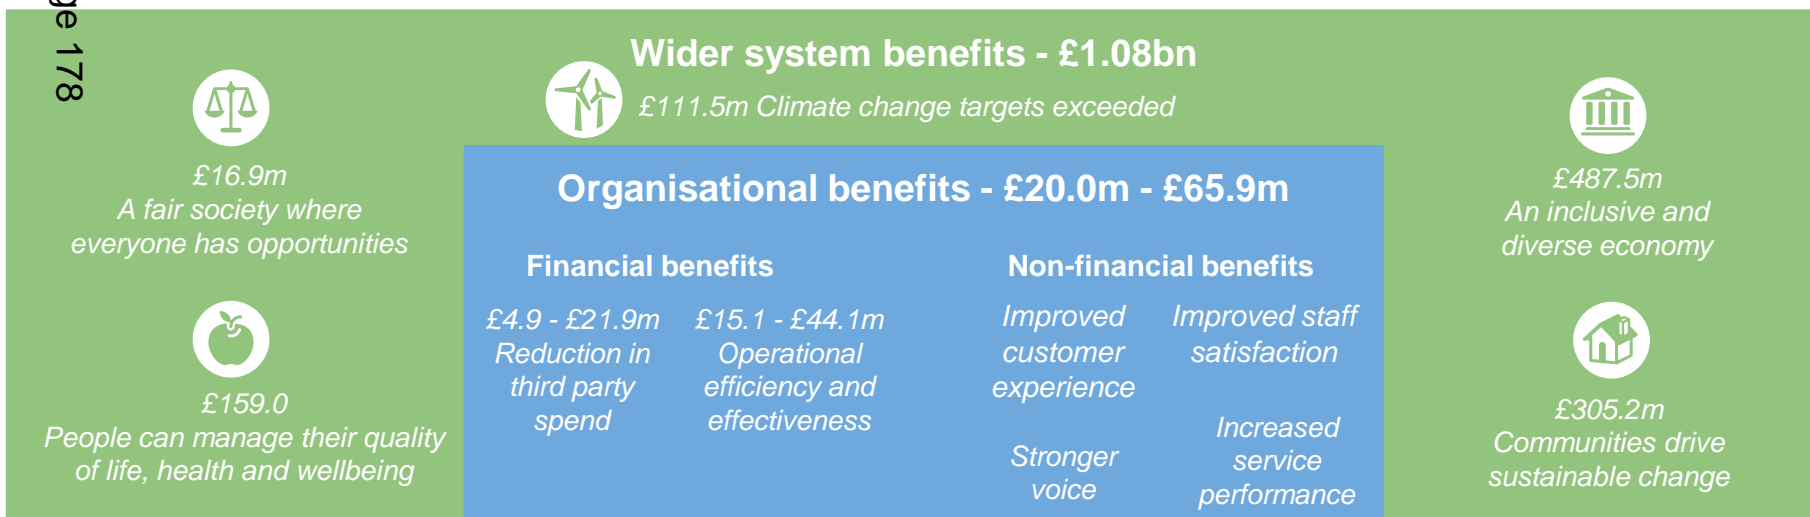 ge 178
Wider system benefits - £1.08bn
£111.5m Climate change targets exceeded
£16.9m
A fair society where
everyone has opportunities
£159.0
People can manage their quality
of life, health and wellbeing
Organisational benefits - £20.0m - £65.9m
Financial benefits
£4.9 - £21.9m
Reduction in
third party
spend
£15.1 - £44.1m
Operational
efficiency and
effectiveness
Non-financial benefits
Improved
customer
experience
Improved staff
satisfaction
Stronger
voice
Increased
service
performance
£487.5m
An inclusive and
diverse economy
£305.2m
Communities drive
sustainable change